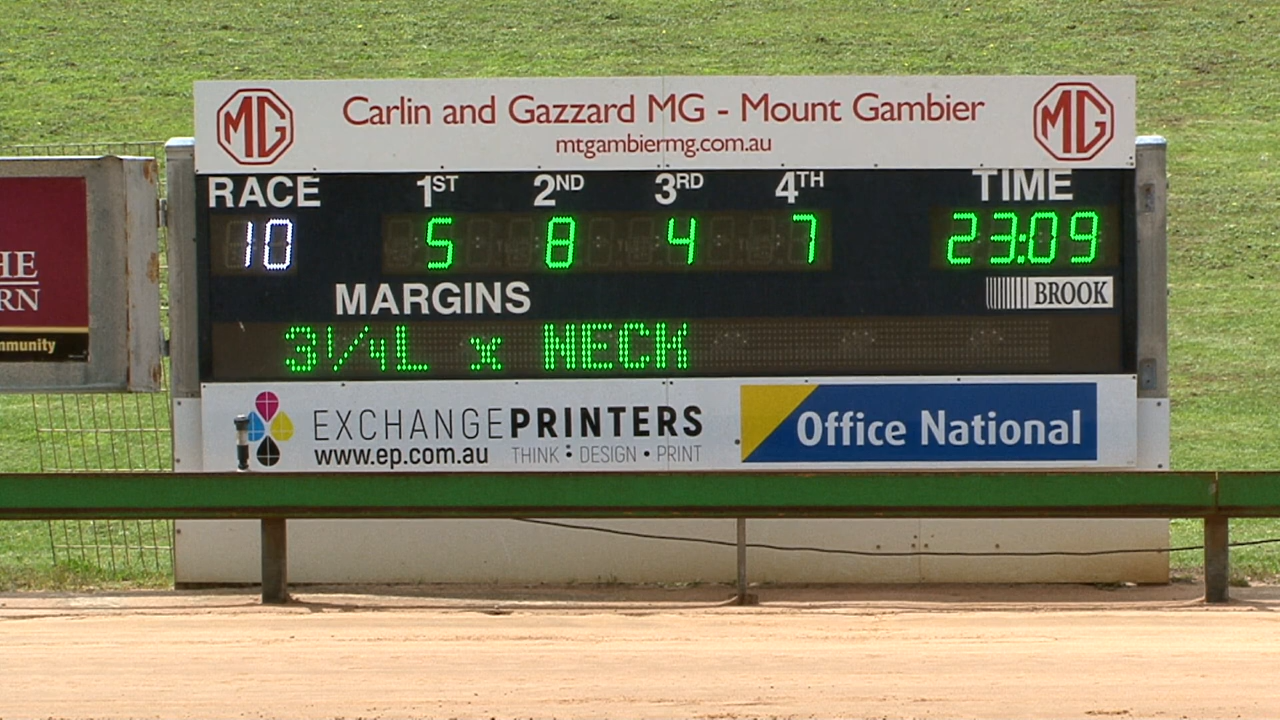 MG
Carlin and Gazzard MG - Mount Gambier
MG
mtgambiermg.com.au
RACE 1ST 2ND 3RD 4TH TIME
10 5 8 4 7 23:09
BROOK
MARGINS
3¼L x NECK
EXCHANGEPRINTERS
www.ep.com.au THINK : DESIGN • PRINT
Office National
HE
RN
mmunity